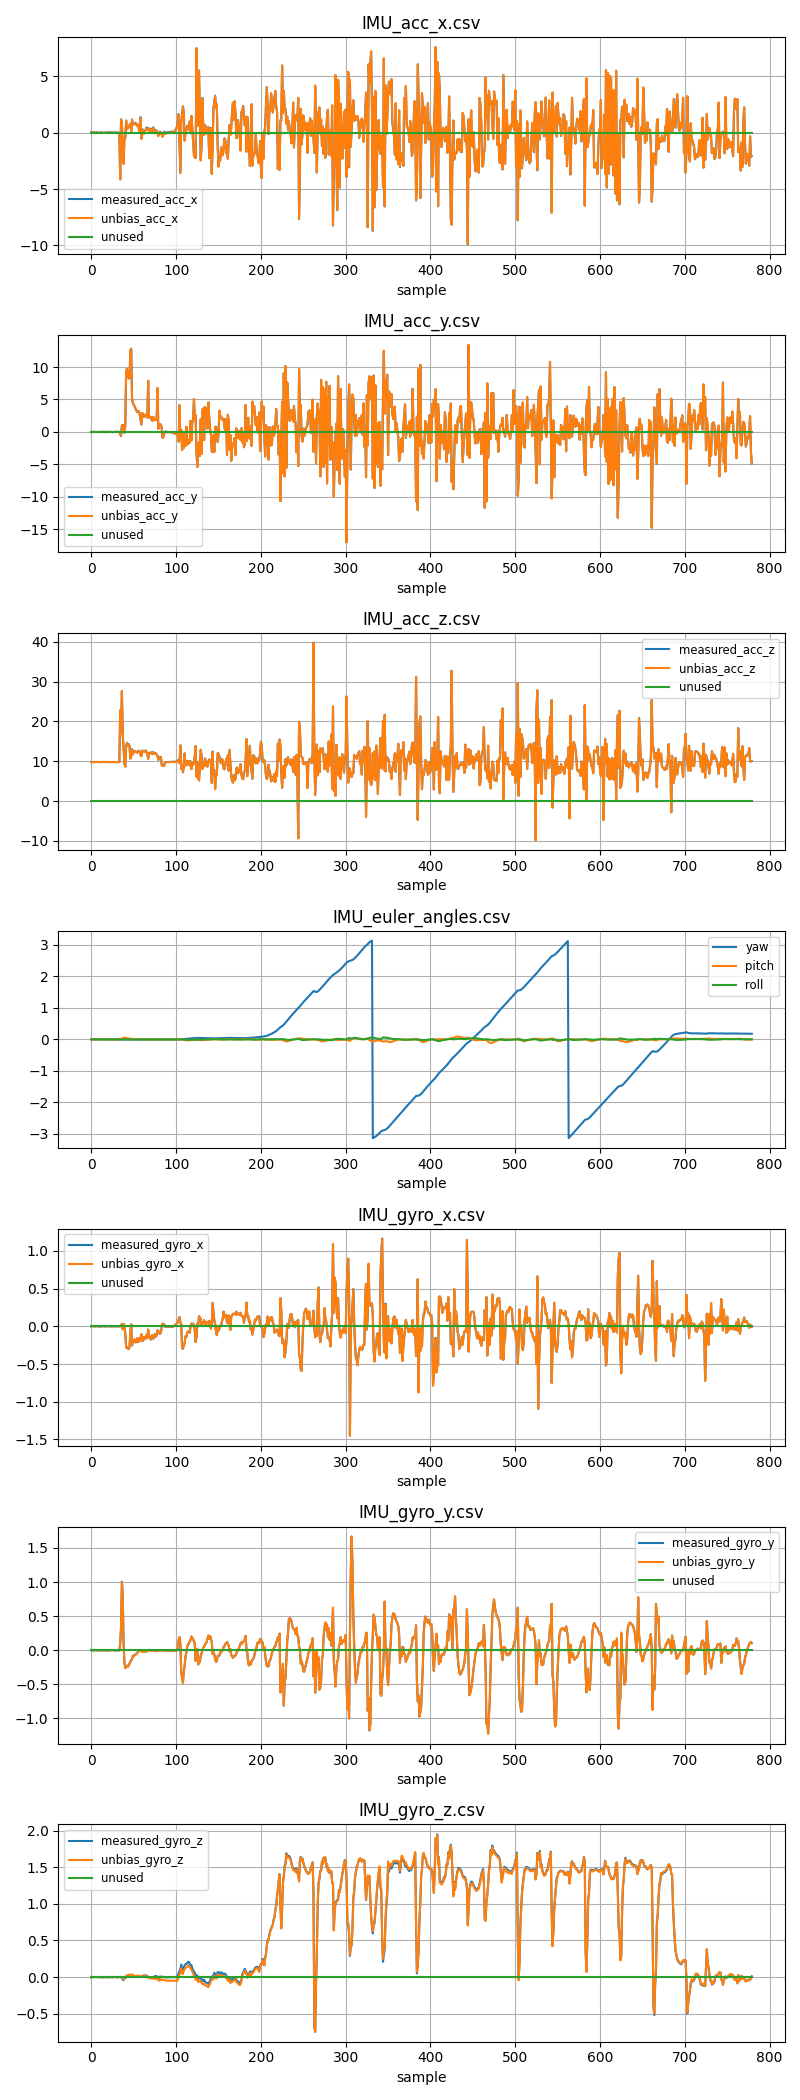 IMU_acc_x.csv
5
0
−5
−10
measured_acc_x
unbias_acc_x
unused
0 100 200 300 400 500 600 700 800
sample
IMU_acc_y.csv
10
5
0
−5
−10
−15
measured_acc_y
unbias_acc_y
unused
0 100 200 300 400 500 600 700 800
sample
IMU_acc_z.csv
40
30
20
10
0
−10
measured_acc_z
unbias_acc_z
unused
0 100 200 300 400 500 600 700 800
sample
IMU_euler_angles.csv
3
2
1
0
−1
−2
−3
yaw
pitch
roll
0 100 200 300 400 500 600 700 800
sample
IMU_gyro_x.csv
1.0
0.5
0.0
−0.5
−1.0
−1.5
measured_gyro_x
unbias_gyro_x
unused
0 100 200 300 400 500 600 700 800
sample
IMU_gyro_y.csv
1.5
1.0
0.5
0.0
−0.5
−1.0
measured_gyro_y
unbias_gyro_y
unused
0 100 200 300 400 500 600 700 800
sample
IMU_gyro_z.csv
2.0
1.5
1.0
0.5
0.0
−0.5
measured_gyro_z
unbias_gyro_z
unused
0 100 200 300 400 500 600 700 800
sample